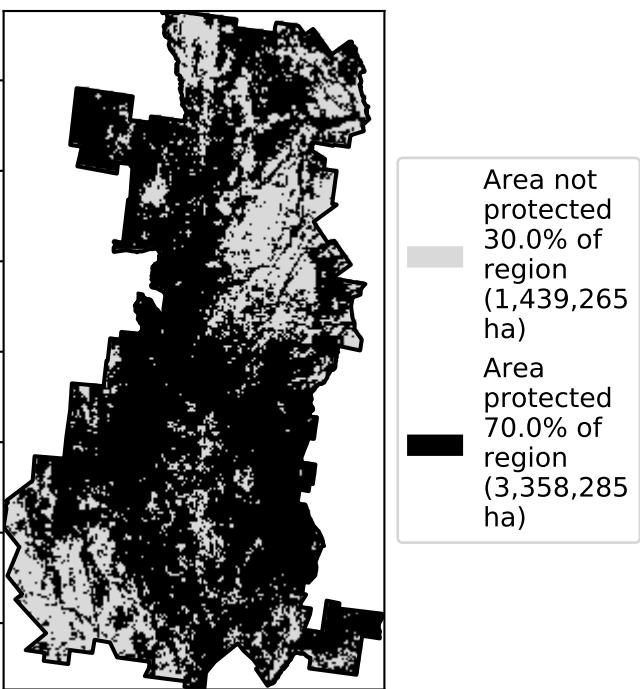 Area not
protected
30.0% of
region
(1,439,265
ha)
Area
protected
70.0% of
region
(3,358,285
ha)